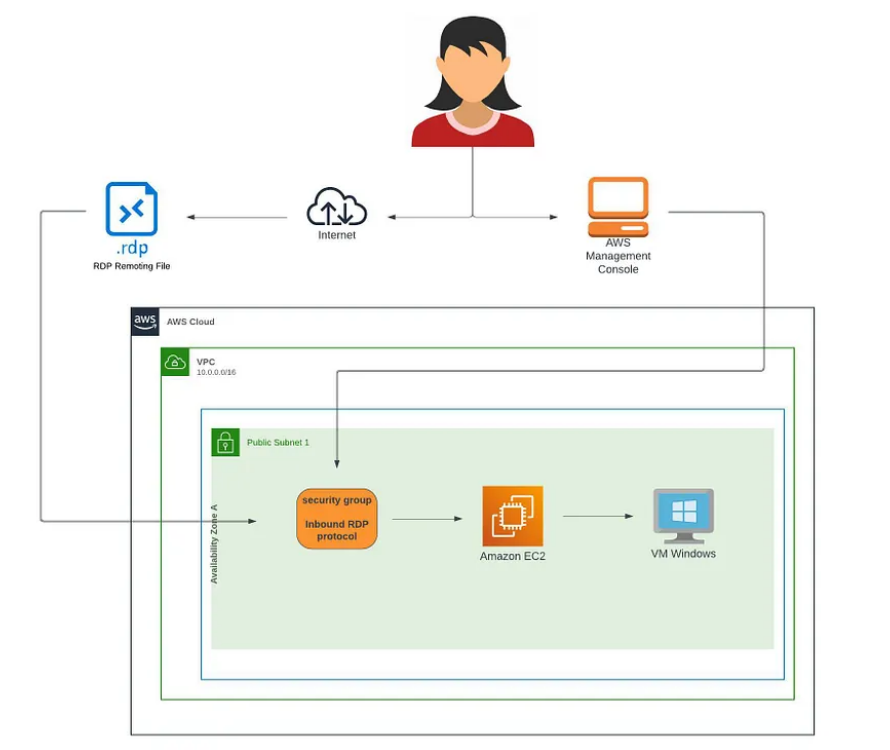 .rdp
RDP Remoting File
Internet
AWS
Management
Console
aws
AWS Cloud
VPC
10.0.0.0/16
Public Subnet 1
Availability Zone A
security group
Inbound RDP
protocol
Amazon EC2
VM Windows